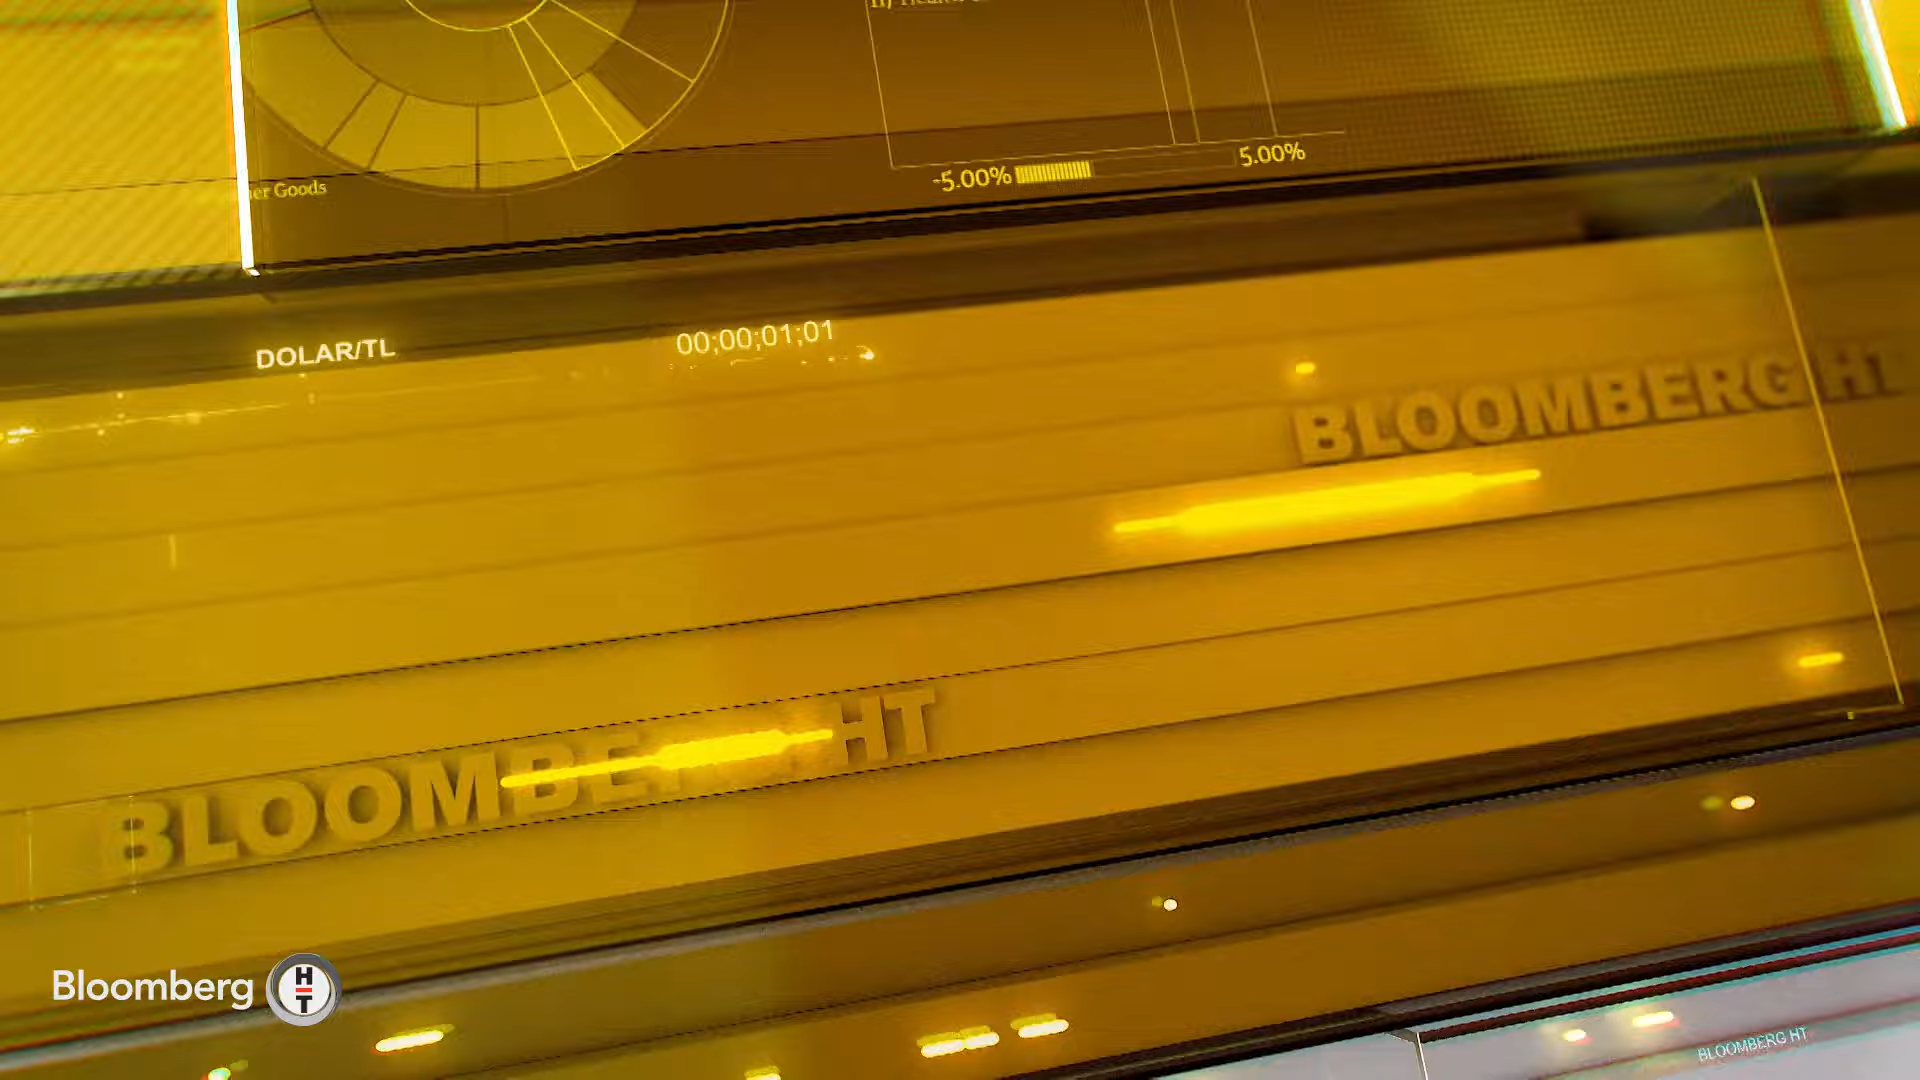 er Goods
-5.00%
5.00%
DOLAR/TL
00;00;01;01
BLOOMBERG HT
BLOOMBE HT
Bloomberg HT
BLOOMBERG HT